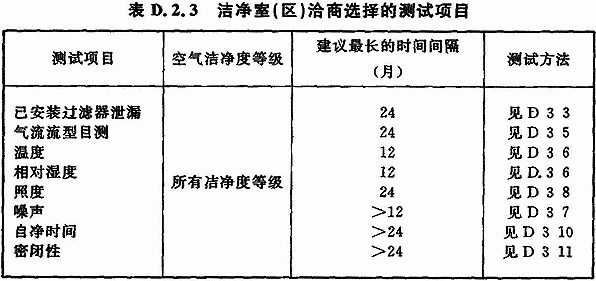 表 D.2.3 洁净室(区)洽商选择的测试项目
测试项目 空气洁净度等级 建议最长的时间间隔（月） 测试方法
已安装过滤器泄漏 24 见 D 3 3
气流流型目测 24 见 D 3 5
温度 12 见 D 3 6
相对湿度 12 见 D.3 6
所有洁净度等级
照度 24 见 D 3 8
噪声 >12 见 D 3 7
自净时间 >24 见 D 3 10
密闭性 >24 见 D 3 11